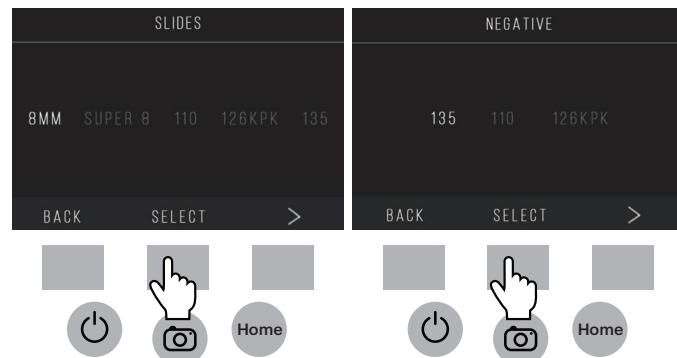 SLIDES
8MM SUPER 8 110 126KPK 135
BACK SELECT >
Home
NEGATIVE
135 110 126KPK
BACK SELECT >
Home